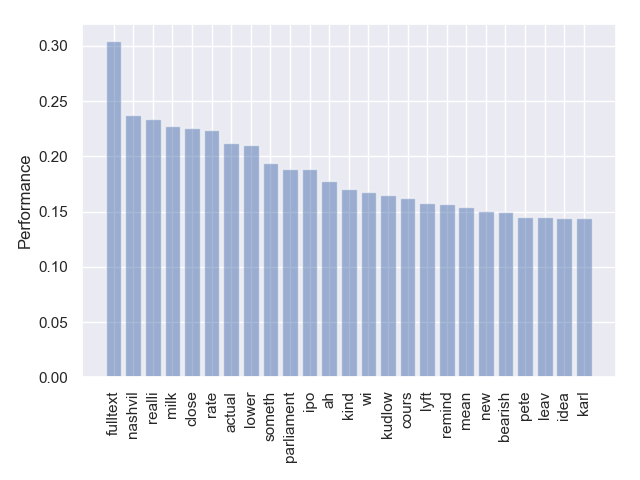 0.30
0.25
0.20
0.15
0.10
0.05
0.00
Performance
fulltext
nashvil
realli
milk
close
rate
actual
lower
someth
parliament
ipo
ah
kind
wi
kudlow
cours
lyft
remind
mean
new
bearish
pete
leav
idea
karl